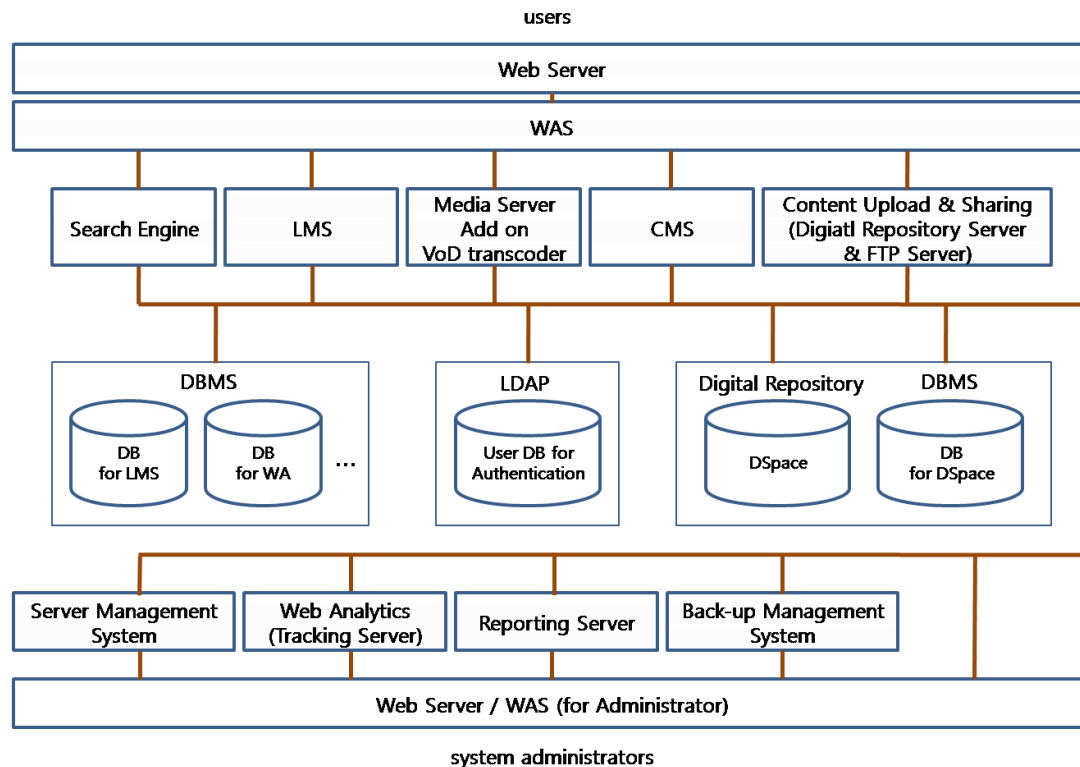 users
Web Server
WAS
Search Engine
LMS
Media Server
Add on
VoD transcoder
CMS
Content Upload & Sharing
(Digiatl Repository Server
& FTP Server)
DBMS
DB
for LMS
DB
for WA
...
LDAP
User DB for
Authentication
Digital Repository
DSpace
DBMS
DB
for DSpace
Server Management
System
Web Analytics
(Tracking Server)
Reporting Server
Back-up Management
System
Web Server / WAS (for Administrator)
system administrators